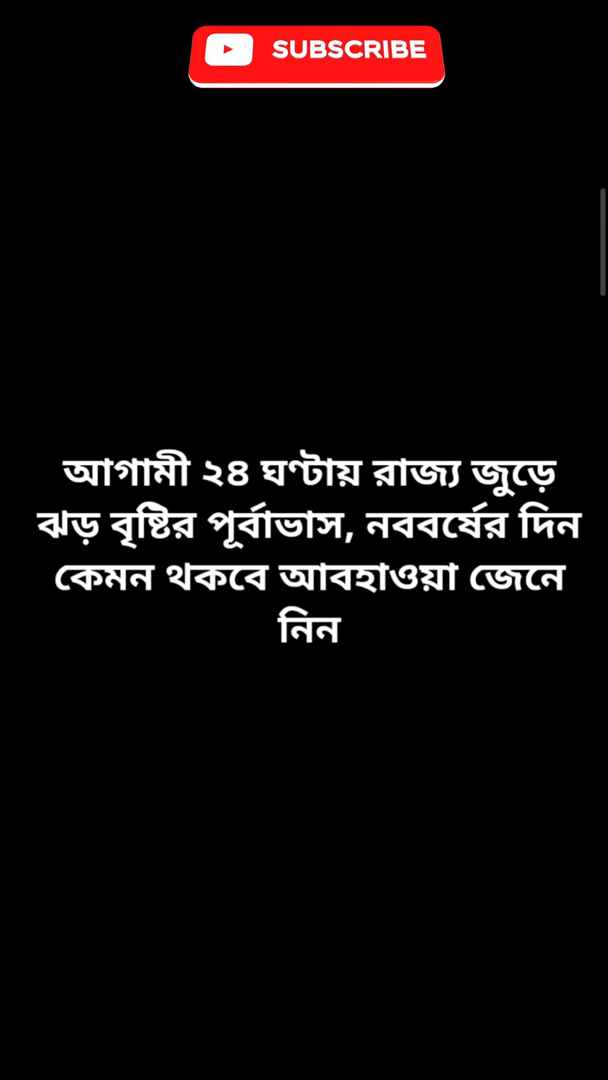 SUBSCRIBE
আগামী ২৪ ঘণ্টায় রাজ্য জুড়ে
ঝড় বৃষ্টির পূর্বাভাস, নববর্ষের দিন
কেমন থকবে আবহাওয়া জেনে
নিন